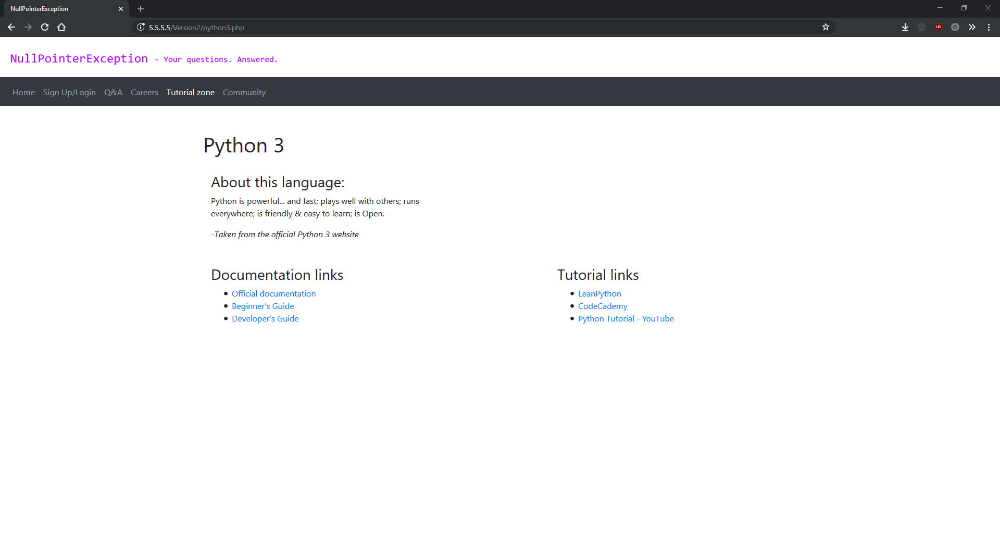 NullPointerException
5.5.5.5/Version2/python3.php
NullPointerException - Your questions. Answered.
Home Sign Up/Login Q&A Careers Tutorial zone Community
Python 3
About this language:
Python is powerful... and fast; plays well with others; runs
everywhere; is friendly & easy to learn; is Open.
-Taken from the official Python 3 website
Documentation links
Official documentation
Beginner's Guide
Developer's Guide
Tutorial links
LeanPython
CodeCademy
Python Tutorial - YouTube